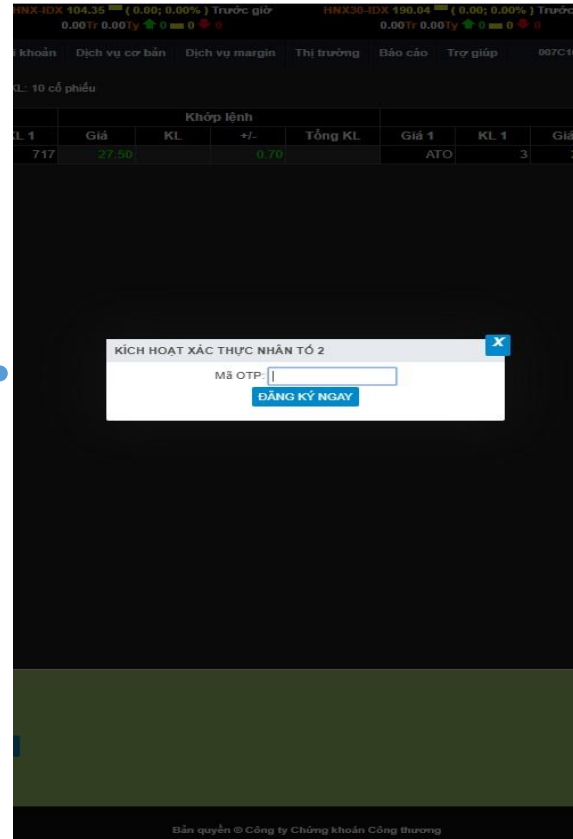 HNX-IDX 104.35 ( 0.00; 0.00% ) Trước giờ HNX30-IDX 190.04 ( 0.00; 0.00% ) Trước
0.00Tr 0.00Ty 0 0 0 0.00Tr 0.00Ty 0 0 0
i khoản Dịch vụ cơ bản Dịch vụ margin Thị trường Báo cáo Trợ giúp 007C1
KL: 10 cổ phiếu
Khớp lệnh
KL 1 Giá KL +/- Tổng KL Giá 1 KL 1 Giá
717 27.50 0.70 ATO 3
KÍCH HOẠT XÁC THỰC NHÂN TỐ 2 X
Mã OTP:
ĐĂNG KÝ NGAY
Bản quyền © Công ty Chứng khoán Công thương